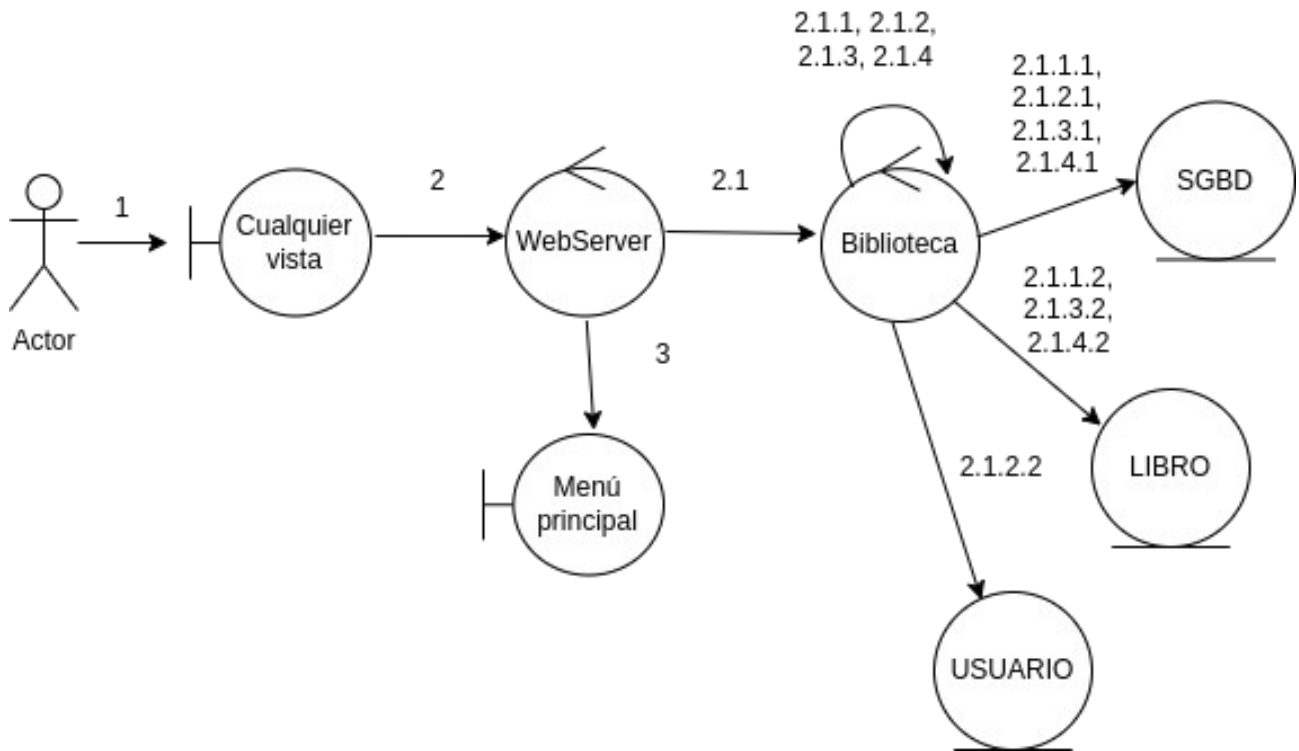 2.1.1, 2.1.2,
2.1.3, 2.1.4
2.1.1.1,
2.1.2.1,
2.1.3.1,
2.1.4.1
1
2
2.1
Cualquier
vista
WebServer
Biblioteca
SGBD
Actor
3
2.1.1.2,
2.1.3.2,
2.1.4.2
Menú
principal
2.1.2.2
LIBRO
USUARIO